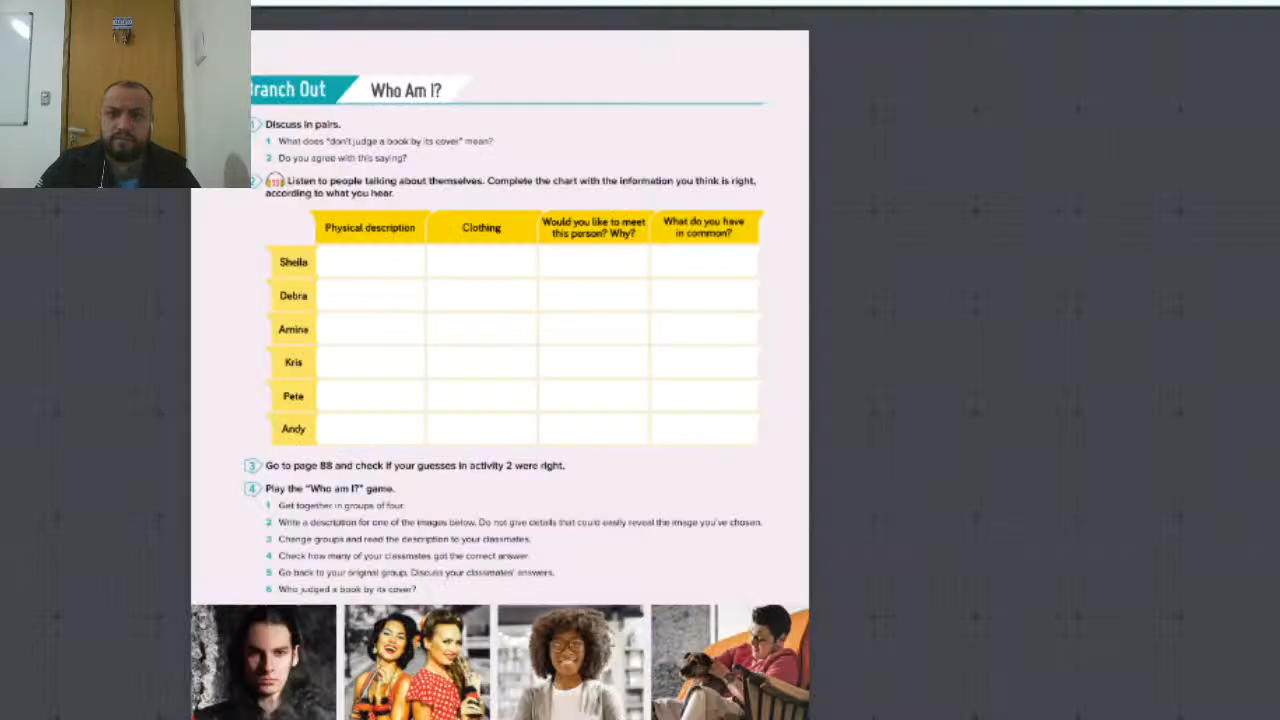 Branch Out
Who Am I?
1 Discuss in pairs.
1 What does "don't judge a book by its cover" mean?
2 Do you agree with this saying?
2 Listen to people talking about themselves. Complete the chart with the information you think is right,
according to what you hear.
Physical description
Clothing
Would you like to meet
this person? Why?
What do you have
in common?
Sheila
Debra
Amina
Kris
Pete
Andy
3 Go to page 88 and check if your guesses in activity 2 were right.
4 Play the "Who am I?" game.
1 Get together in groups of four.
2 Write a description for one of the images below. Do not give details that could easily reveal the image you've chosen.
3 Change groups and read the description to your classmates.
4 Check how many of your classmates got the correct answer.
5 Go back to your original group. Discuss your classmates' answers.
6 Who judged a book by its cover?